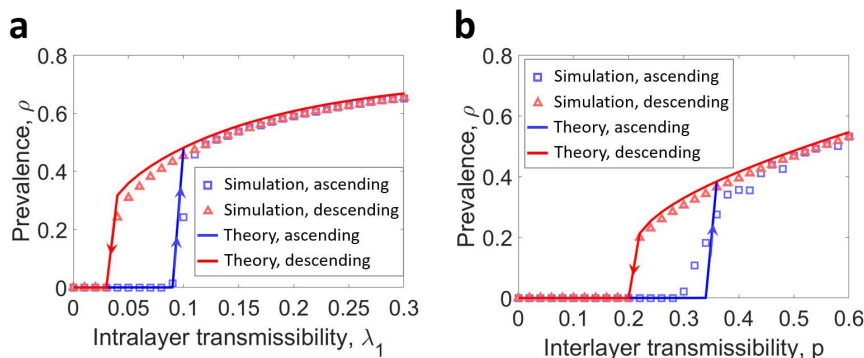 a
Prevalence, ρ
0.8
0.6
0.4
0.2
0
Simulation, ascending
Simulation, descending
Theory, ascending
Theory, descending
0 0.05 0.1 0.15 0.2 0.25 0.3
Intralayer transmissibility, λ₁
b
Prevalence, ρ
0.8
0.6
0.4
0.2
0
Simulation, ascending
Simulation, descending
Theory, ascending
Theory, descending
0 0.1 0.2 0.3 0.4 0.5 0.6
Interlayer transmissibility, p